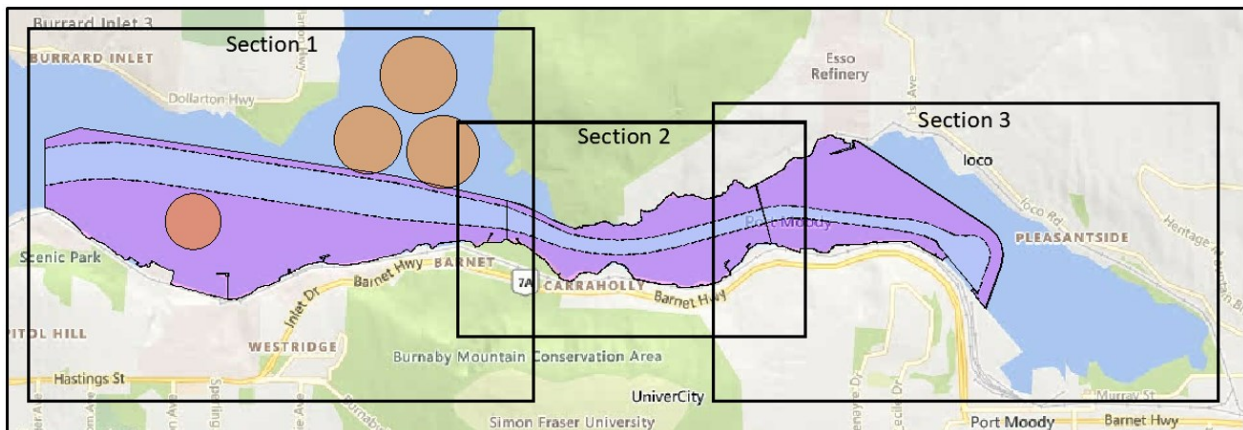 Burrard Inlet 3
BURRARD INLET
Dollarton Hwy
Section 1
Section 2
Section 3
Esso
Refinery
Ioco
Ioco Rd
PLEASANTSIDE
Port Moody
Scenic Park
BARNET
Barnet Hwy
7A
CARRAHOLLY
Barnet Hwy
Inlet Dr
WESTRIDGE
Burnaby Mountain Conservation Area
Hastings St
UniverCity
Simon Fraser University
Murray St
Port Moody
Barnet Hwy